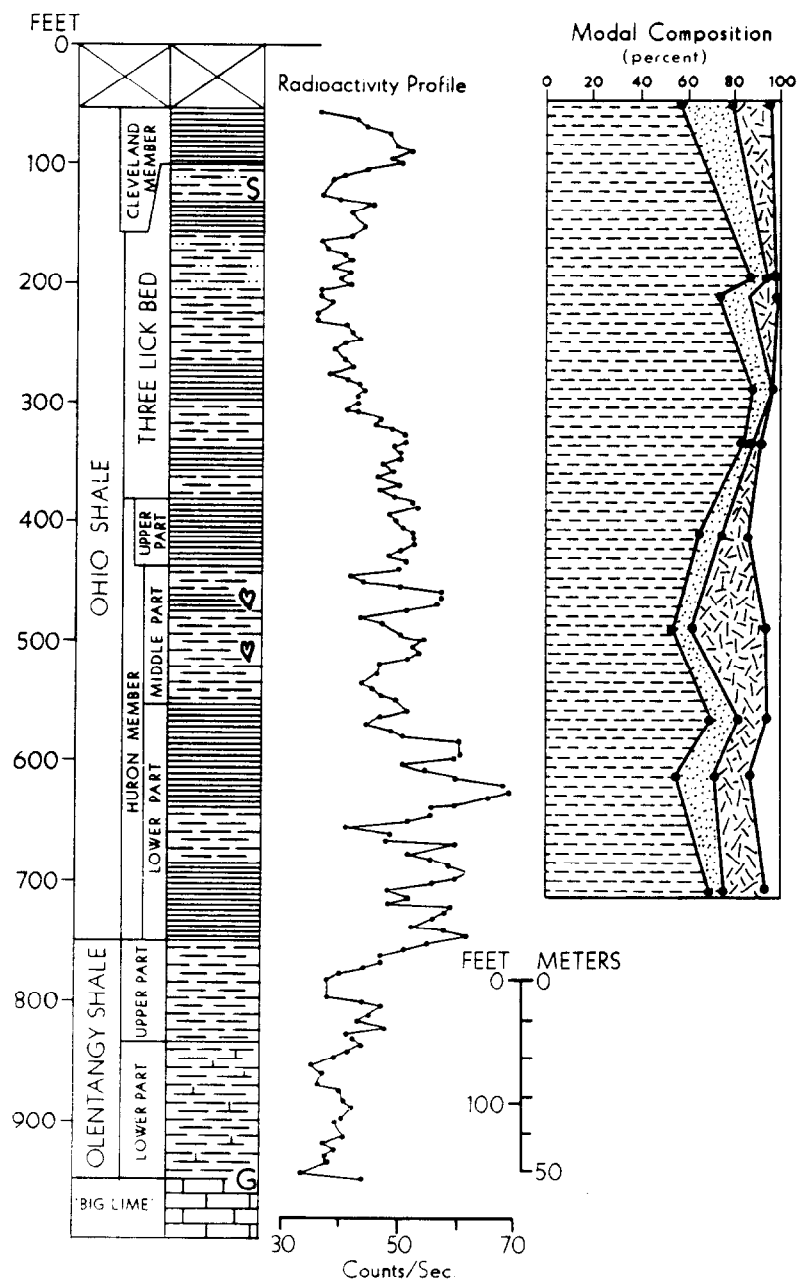 FEET
0
100
200
300
400
500
600
700
800
900
OHIO SHALE
OLENTANGY SHALE
CLEVELAND
MEMBER
THREE LICK BED
HURON MEMBER
UPPER
PART
MIDDLE PART
LOWER PART
UPPER PART
LOWER PART
"BIG LIME"
S
G
Radioactivity Profile
30 50 70
Counts/Sec.
Modal Composition
(percent)
0 20 40 60 80 100
FEET METERS
0 0
100
50